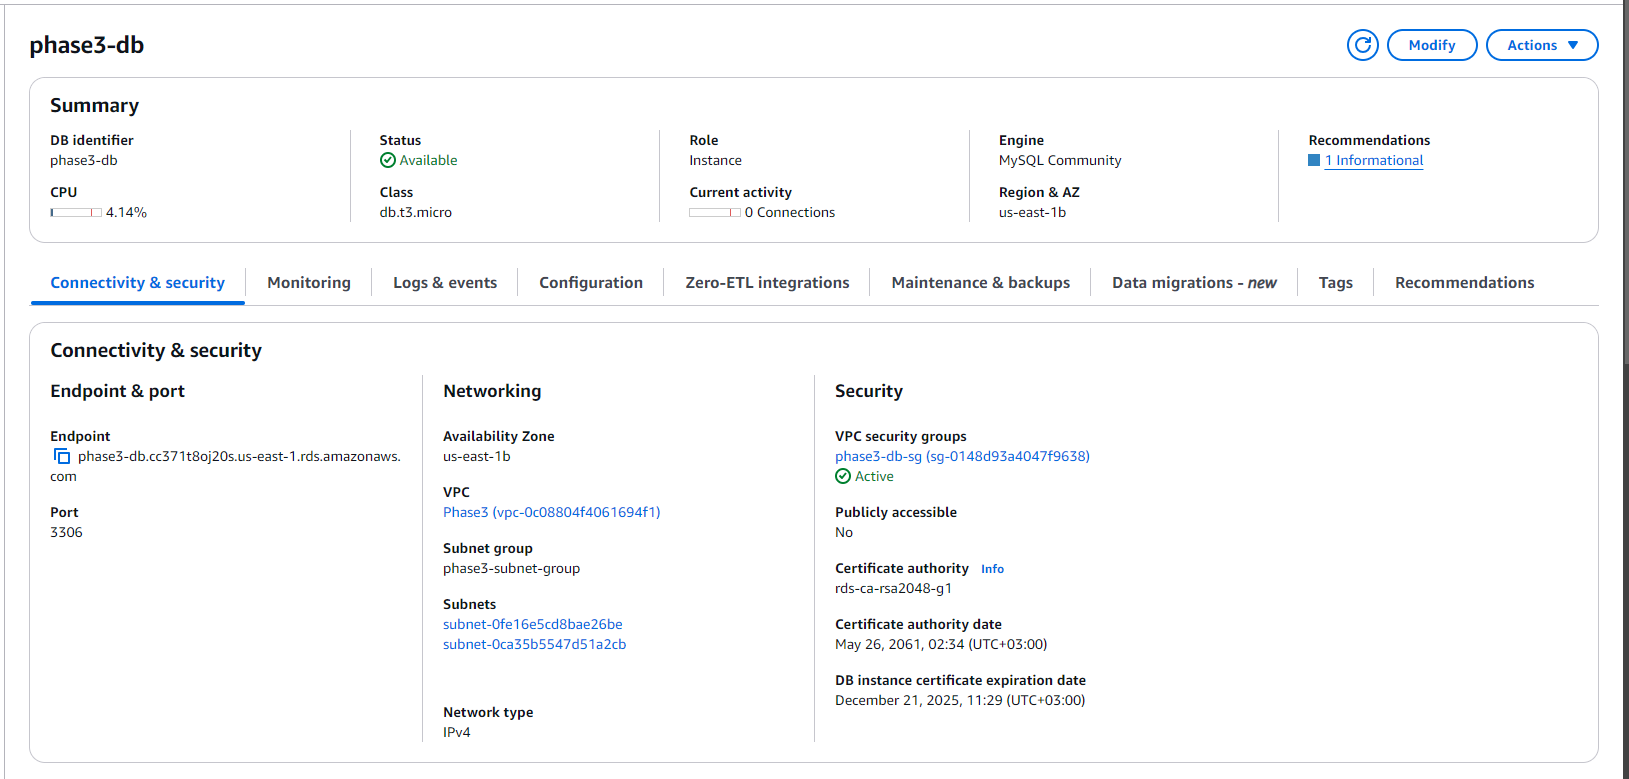 phase3-db
Modify
Actions
Summary
DB identifier
phase3-db
Status
Available
Role
Instance
Engine
MySQL Community
Recommendations
1 Informational
CPU
4.14%
Class
db.t3.micro
Current activity
0 Connections
Region & AZ
us-east-1b
Connectivity & security
Monitoring
Logs & events
Configuration
Zero-ETL integrations
Maintenance & backups
Data migrations - new
Tags
Recommendations
Connectivity & security
Endpoint & port
Endpoint
phase3-db.cc371t8oj20s.us-east-1.rds.amazonaws.
com
Port
3306
Networking
Availability Zone
us-east-1b
VPC
Phase3 (vpc-0c08804f4061694f1)
Subnet group
phase3-subnet-group
Subnets
subnet-0fe16e5cd8bae26be
subnet-0ca35b5547d51a2cb
Network type
IPv4
Security
VPC security groups
phase3-db-sg (sg-0148d93a4047f9638)
Active
Publicly accessible
No
Certificate authority Info
rds-ca-rsa2048-g1
Certificate authority date
May 26, 2061, 02:34 (UTC+03:00)
DB instance certificate expiration date
December 21, 2025, 11:29 (UTC+03:00)